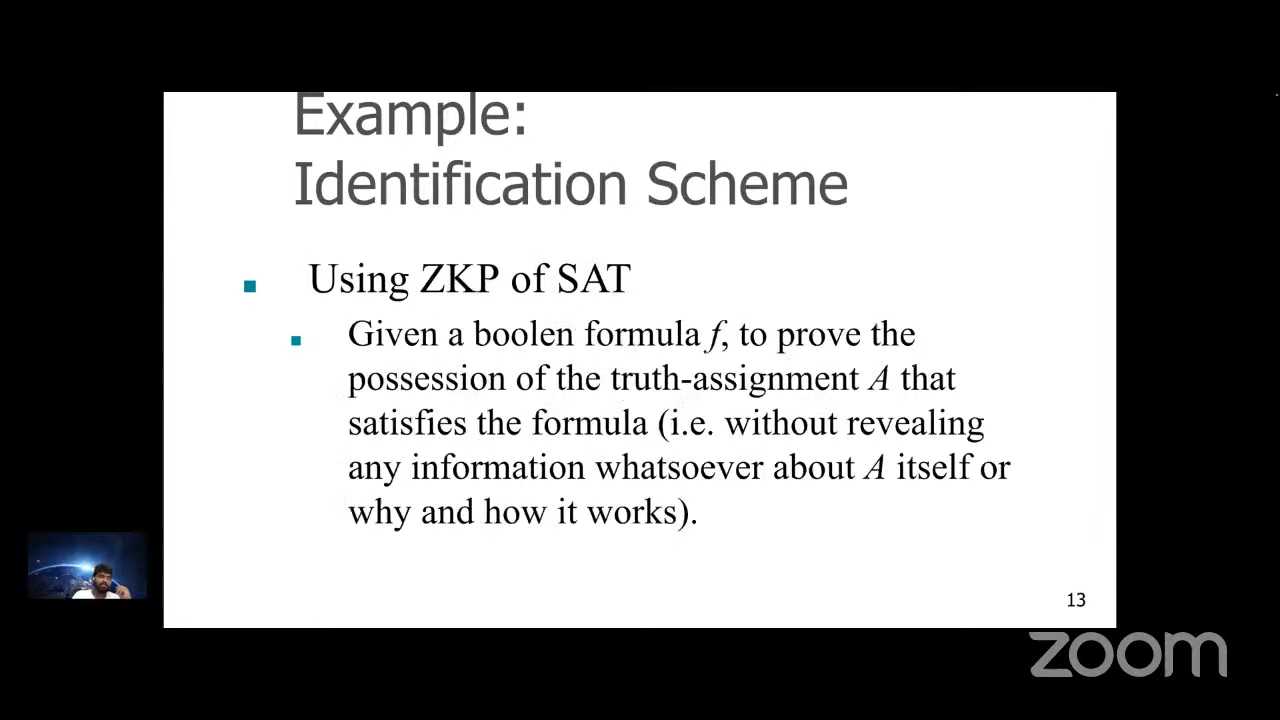 Example:
Identification Scheme
Using ZKP of SAT
Given a boolen formula f, to prove the
possession of the truth-assignment A that
satisfies the formula (i.e. without revealing
any information whatsoever about A itself or
why and how it works).
13
zoom